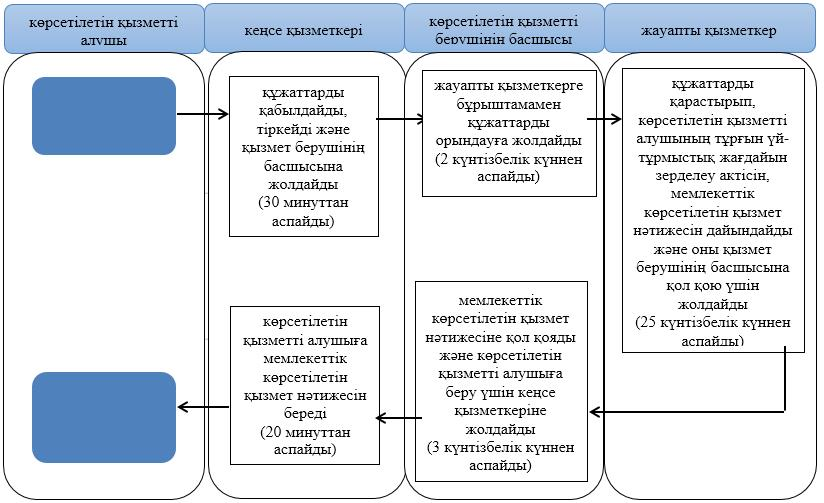 көрсетілетін қызметті
алушы
кеңсе қызметкері
көрсетілетін қызметті
берушінің басшысы
жауапты қызметкер
құжаттарды
қабылдайды,
тіркейді және
қызмет берушінің
басшысына
жолдайды
(30 минуттан
аспайды)
жауапты қызметкерге
бұрыштамамен
құжаттарды
орындауға жолдайды
(2 күнтізбелік күннен
аспайды)
құжаттарды
қарастырып,
көрсетілетін қызметті
алушының тұрғын үй-
тұрмыстық жағдайын
зерделеу актісін,
мемлекеттік
көрсетілетін қызмет
нәтижесін дайындайды
және оны қызмет
берушінің басшысына
қол қою үшін
жолдайды
(25 күнтізбелік күннен
аспайды)
мемлекеттік
көрсетілетін қызмет
нәтижесіне қол қояды
және көрсетілетін
қызметті алушыға
беру үшін кеңсе
қызметкеріне
жолдайды
(3 күнтізбелік күннен
аспайды)
көрсетілетін
қызметті алушыға
мемлекеттік
көрсетілетін
қызмет нәтижесін
береді
(20 минуттан
аспайды)